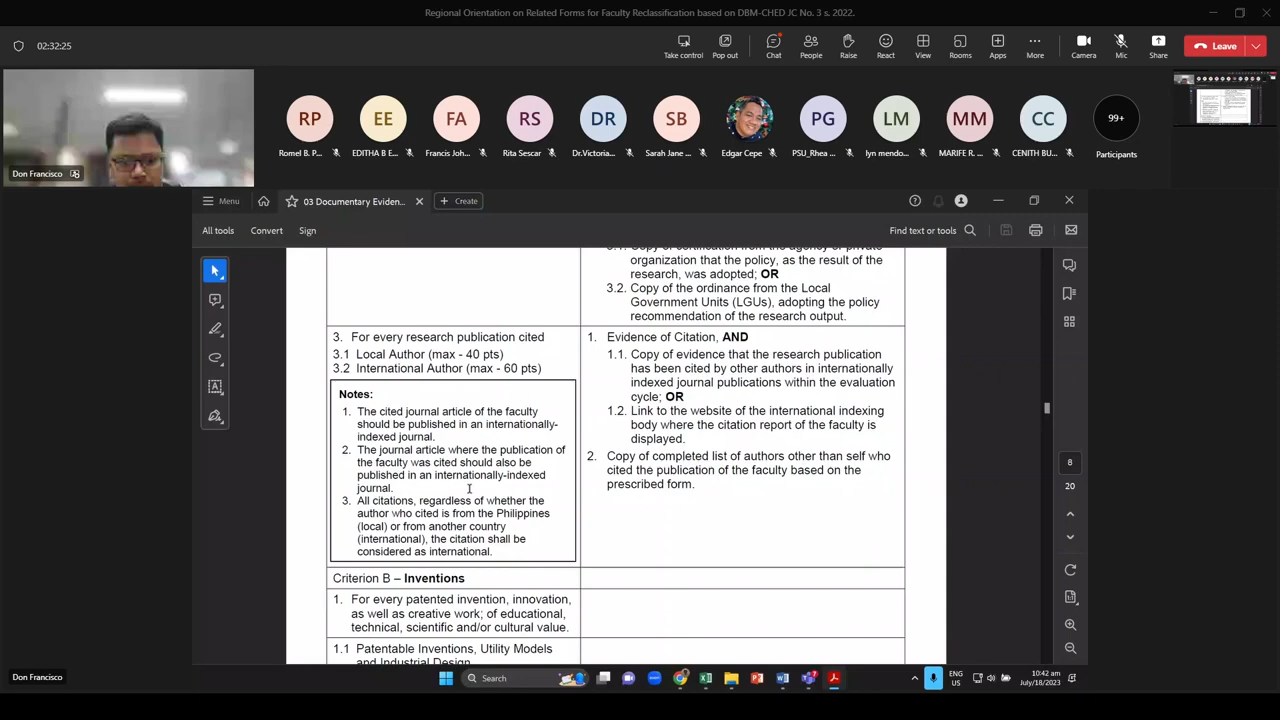 Regional Orientation on Related Forms for Faculty Reclassification based on DBM-CHED JC No. 3 s. 2022.
02:32:25
Take control
Pop out
Chat
People
Raise
React
View
Rooms
Apps
More
Camera
Mic
Share
Leave
RP
EE
FA
RS
DR
SB
PG
LM
MM
CC
99+
Romel B. P...
EDITHA B E...
Francis Joh...
Rita Sescar
Dr.Victoria...
Sarah Jane ...
Edgar Cepe
PSU_Rhea ...
lyn mendo...
MARIFE R. ...
CENITH BU...
Participants
Don Francisco
Menu
03 Documentary Eviden...
Create
All tools
Convert
Sign
Find text or tools
3.1. Copy of certification from the agency or private
organization that the policy, as the result of the
research, was adopted; OR
3.2. Copy of the ordinance from the Local
Government Units (LGUs), adopting the policy
recommendation of the research output.
3. For every research publication cited
3.1 Local Author (max - 40 pts)
3.2 International Author (max - 60 pts)
Notes:
1. The cited journal article of the faculty
should be published in an internationally-
indexed journal.
2. The journal article where the publication of
the faculty was cited should also be
published in an internationally-indexed
journal.
3. All citations, regardless of whether the
author who cited is from the Philippines
(local) or from another country
(international), the citation shall be
considered as international.
1. Evidence of Citation, AND
1.1. Copy of evidence that the research publication
has been cited by other authors in internationally
indexed journal publications within the evaluation
cycle; OR
1.2. Link to the website of the international indexing
body where the citation report of the faculty is
displayed.
2. Copy of completed list of authors other than self who
cited the publication of the faculty based on the
prescribed form.
Criterion B – Inventions
1. For every patented invention, innovation,
as well as creative work; of educational,
technical, scientific and/or cultural value.
1.1 Patentable Inventions, Utility Models
and Industrial Design
8
20
Don Francisco
Search
ENG
US
10:42 am
July/18/2023